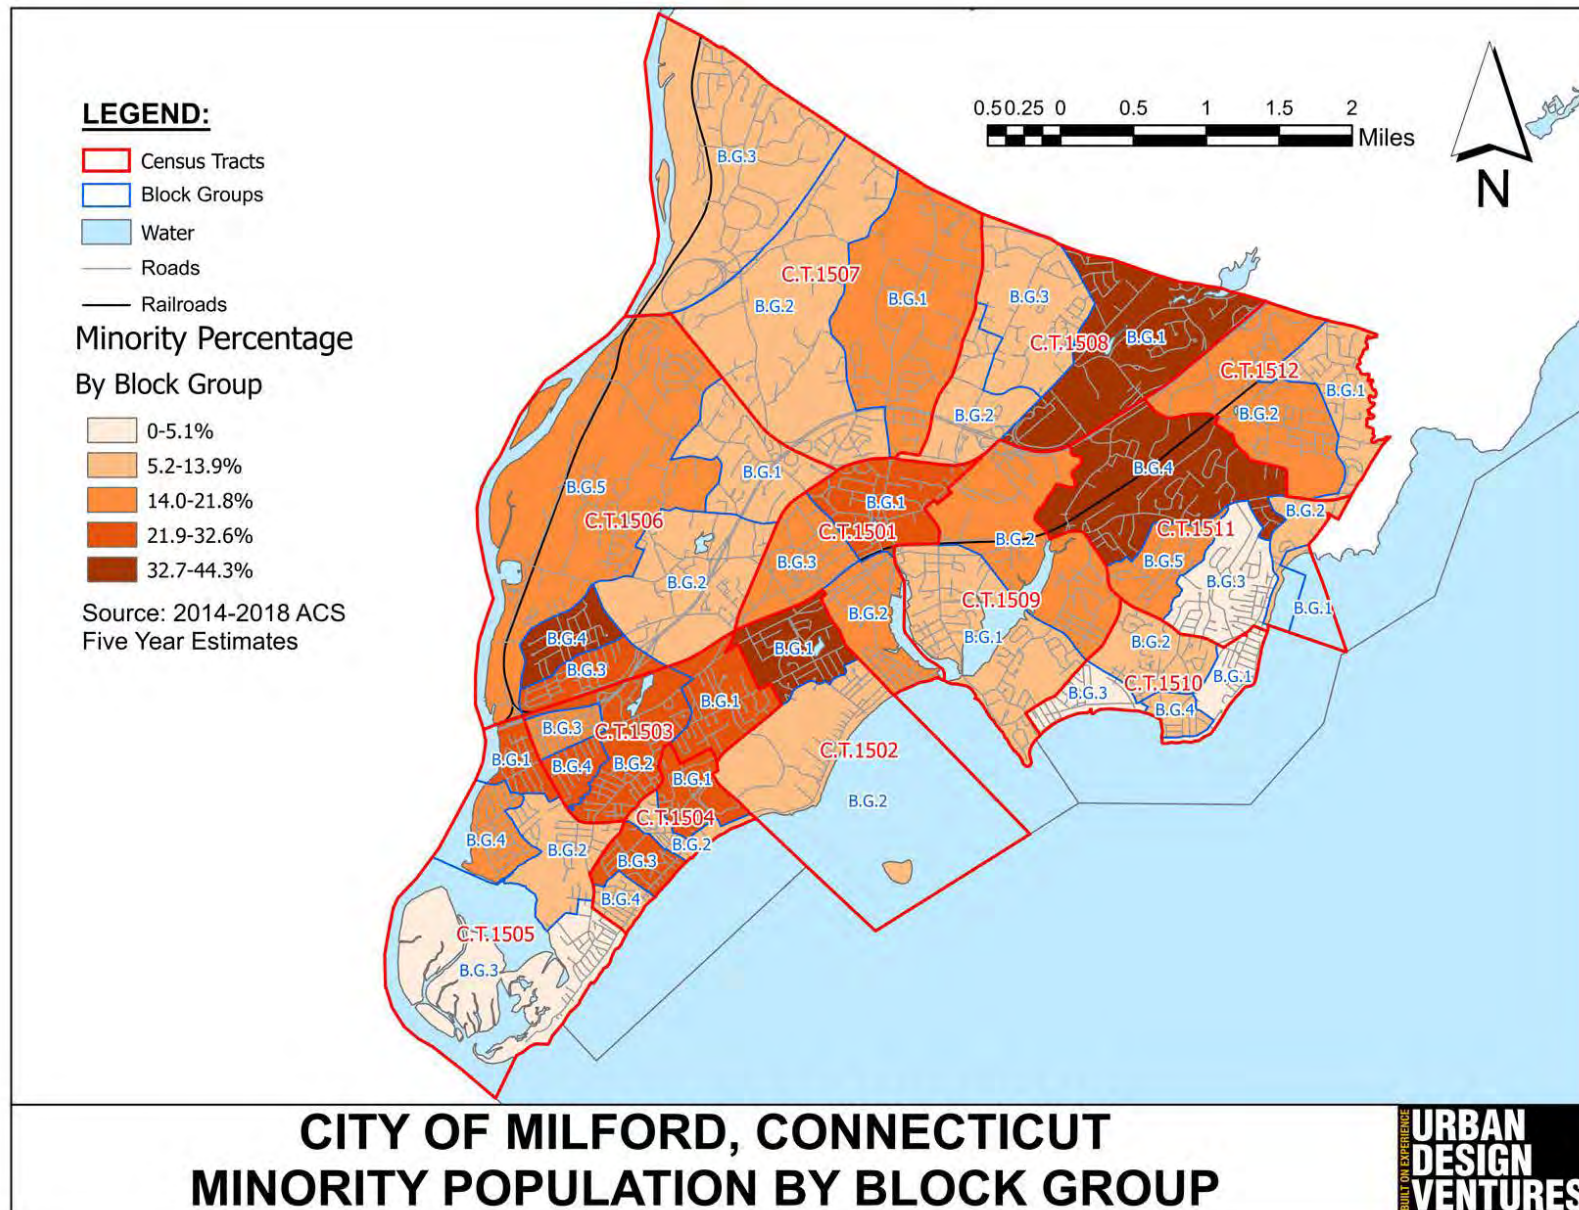 LEGEND:
Census Tracts
Block Groups
Water
Roads
Railroads
Minority Percentage
By Block Group
0-5.1%
5.2-13.9%
14.0-21.8%
21.9-32.6%
32.7-44.3%
Source: 2014-2018 ACS
Five Year Estimates
0.5 0.25 0 0.5 1 1.5 2
Miles
N
B.G.3
C.T.1507
B.G.2
B.G.1
B.G.3
C.T.1508
B.G.1
B.G.2
C.T.1512
B.G.1
B.G.2
B.G.5
C.T.1506
B.G.1
B.G.2
B.G.4
B.G.3
B.G.1
C.T.1501
B.G.3
B.G.2
B.G.4
C.T.1511
B.G.2
B.G.5
B.G.3
B.G.1
B.G.2
C.T.1509
B.G.1
B.G.2
C.T.1510
B.G.3
B.G.1
B.G.4
B.G.1
B.G.1
C.T.1502
B.G.2
B.G.3
C.T.1503
B.G.1
B.G.4
B.G.2
B.G.1
C.T.1504
B.G.2
B.G.3
B.G.4
B.G.4
B.G.2
C.T.1505
B.G.3
CITY OF MILFORD, CONNECTICUT
MINORITY POPULATION BY BLOCK GROUP
BUILT ON EXPERIENCE
URBAN
DESIGN
VENTURES